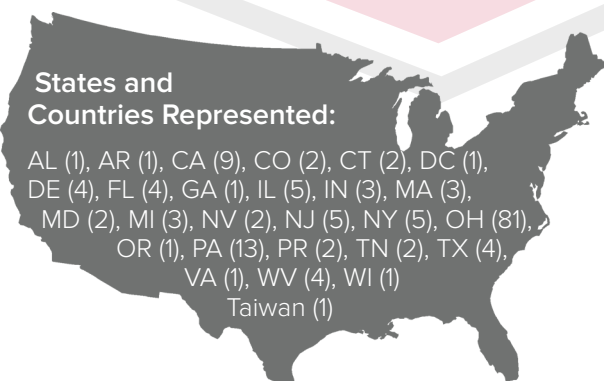 States and
Countries Represented:
AL (1), AR (1), CA (9), CO (2), CT (2), DC (1),
DE (4), FL (4), GA (1), IL (5), IN (3), MA (3),
MD (2), MI (3), NV (2), NJ (5), NY (5), OH (81),
OR (1), PA (13), PR (2), TN (2), TX (4),
VA (1), WV (4), WI (1)
Taiwan (1)